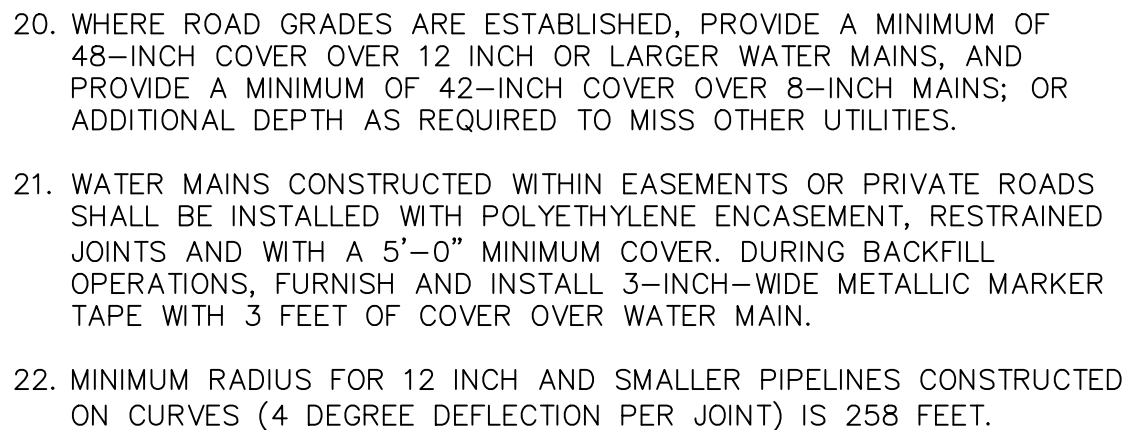 20. WHERE ROAD GRADES ARE ESTABLISHED, PROVIDE A MINIMUM OF
48-INCH COVER OVER 12 INCH OR LARGER WATER MAINS, AND
PROVIDE A MINIMUM OF 42-INCH COVER OVER 8-INCH MAINS; OR
ADDITIONAL DEPTH AS REQUIRED TO MISS OTHER UTILITIES.
21. WATER MAINS CONSTRUCTED WITHIN EASEMENTS OR PRIVATE ROADS
SHALL BE INSTALLED WITH POLYETHYLENE ENCASEMENT, RESTRAINED
JOINTS AND WITH A 5'-0" MINIMUM COVER. DURING BACKFILL
OPERATIONS, FURNISH AND INSTALL 3-INCH-WIDE METALLIC MARKER
TAPE WITH 3 FEET OF COVER OVER WATER MAIN.
22. MINIMUM RADIUS FOR 12 INCH AND SMALLER PIPELINES CONSTRUCTED
ON CURVES (4 DEGREE DEFLECTION PER JOINT) IS 258 FEET.